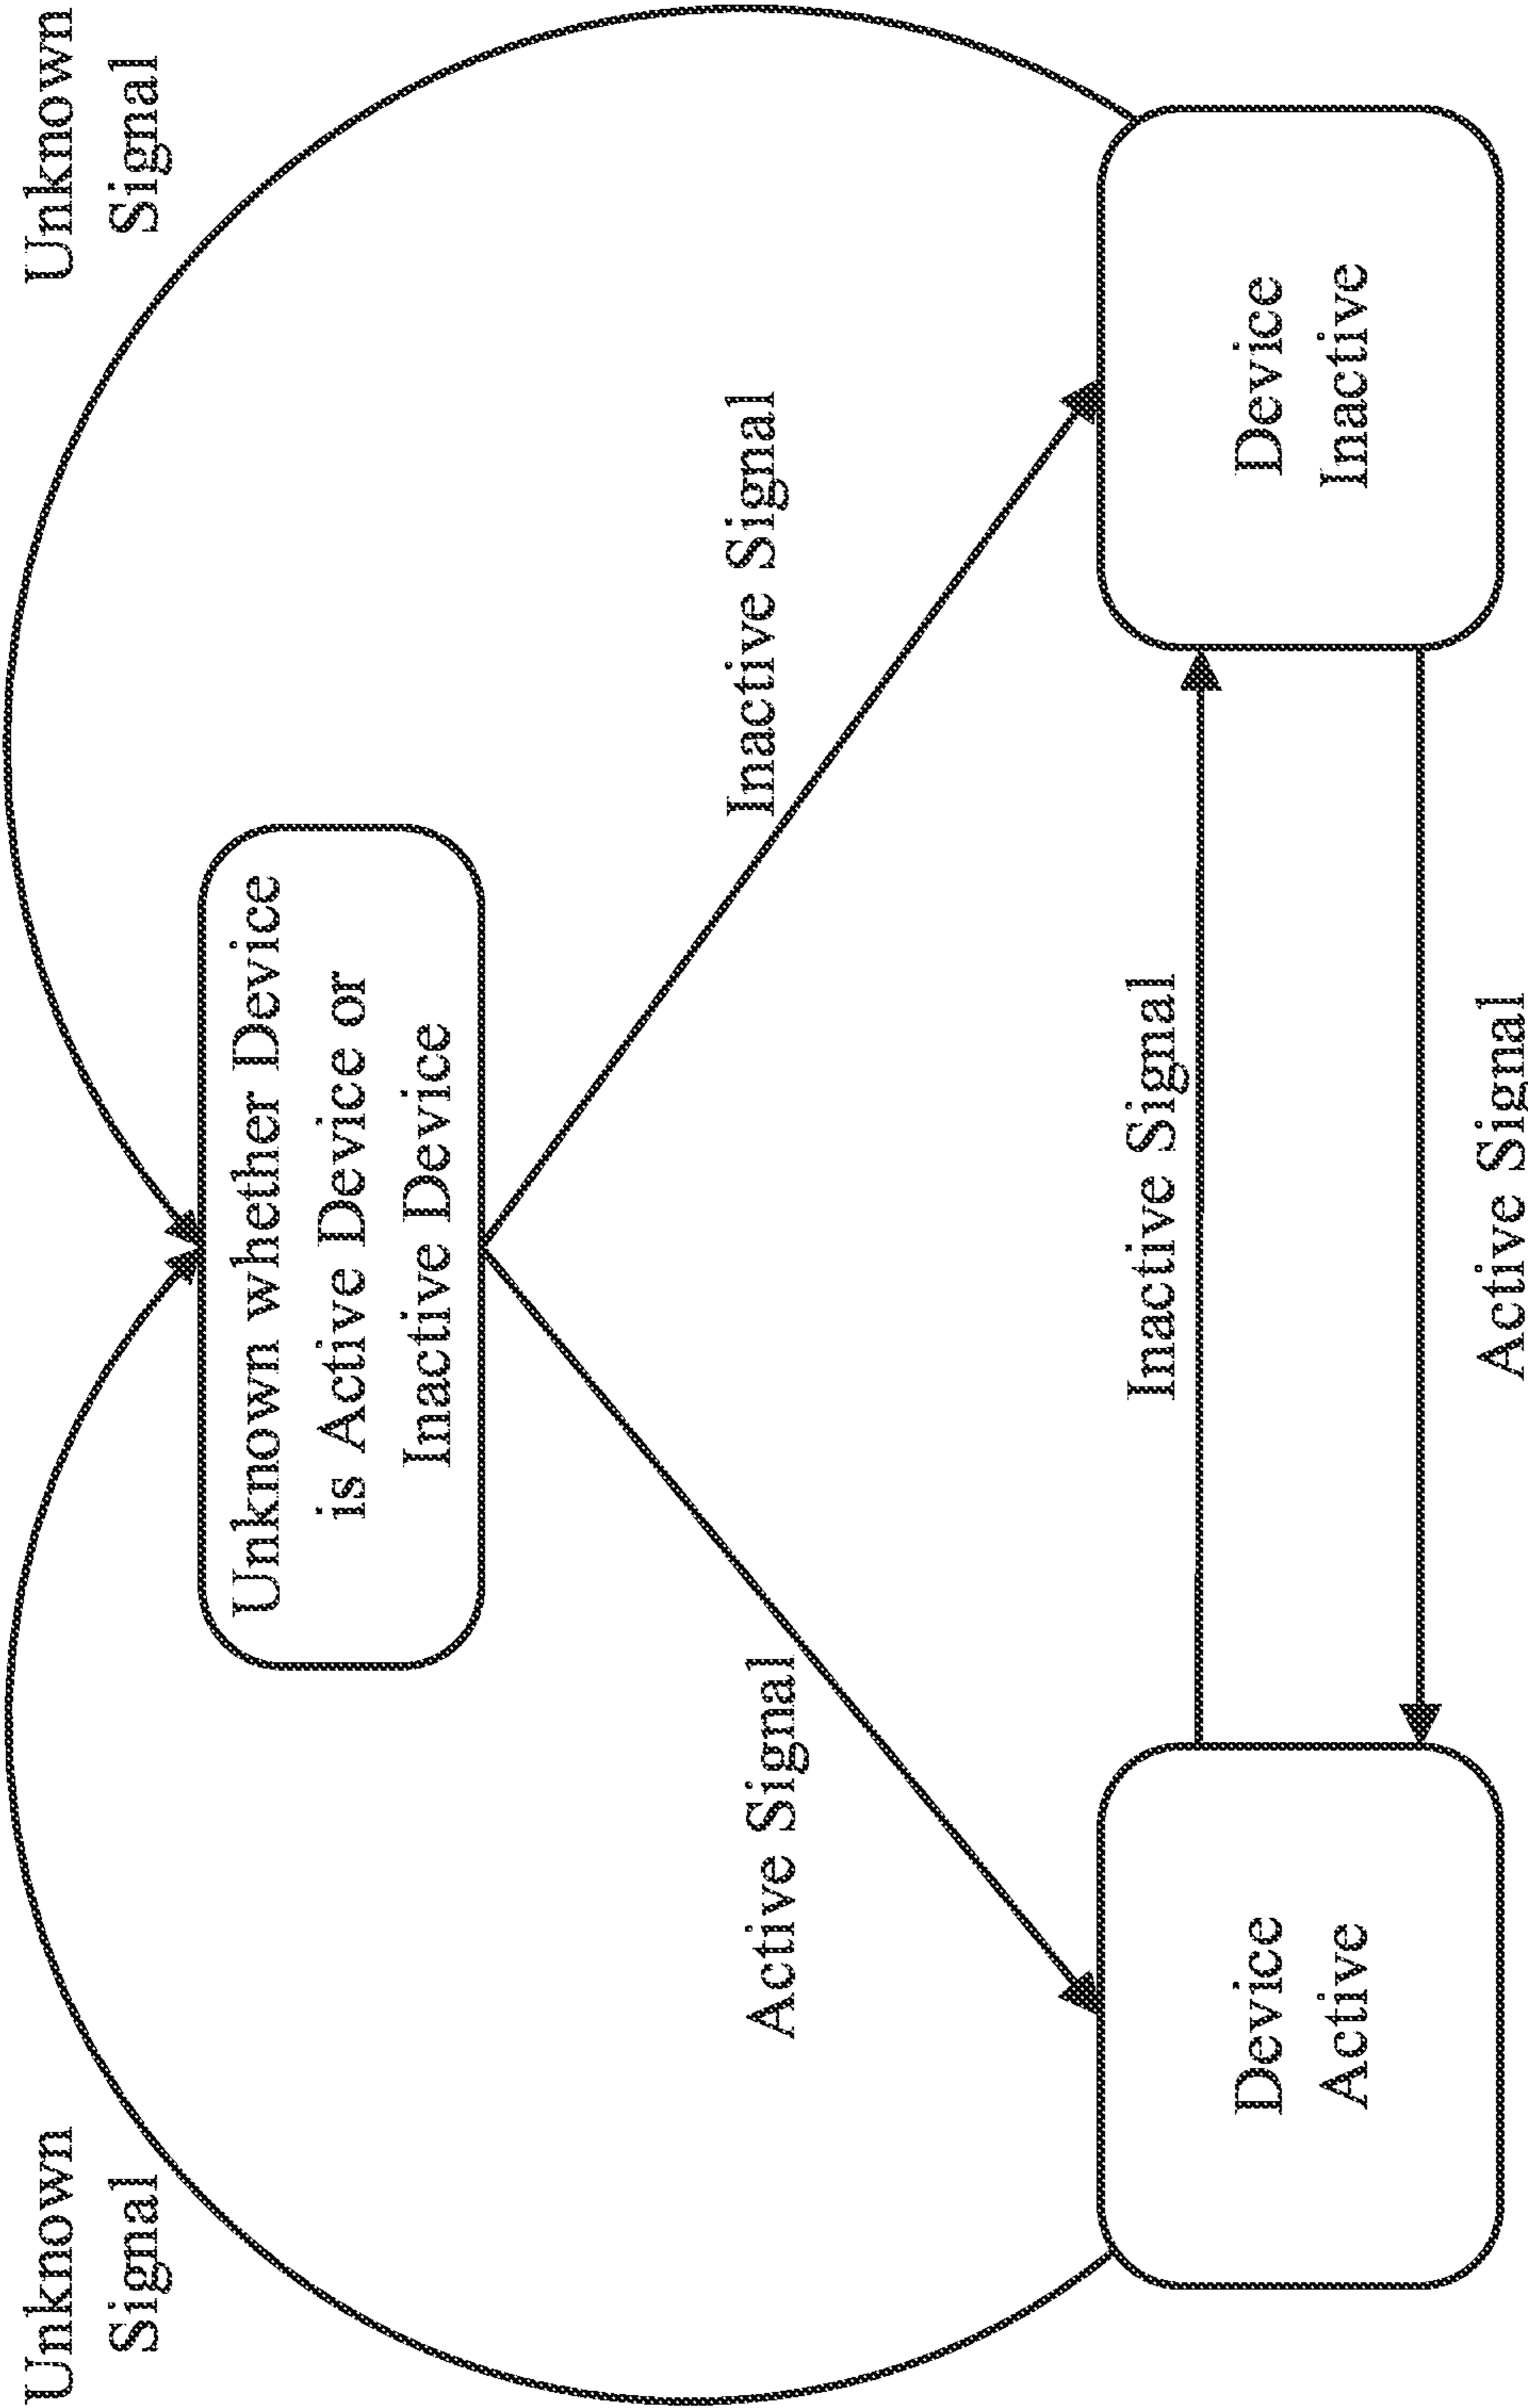 Unknown
Signal
Unknown
Signal
Unknown whether Device
is Active Device or
Inactive Device
Active Signal
Inactive Signal
Inactive Signal
Device
Active
Device
Inactive
Active Signal